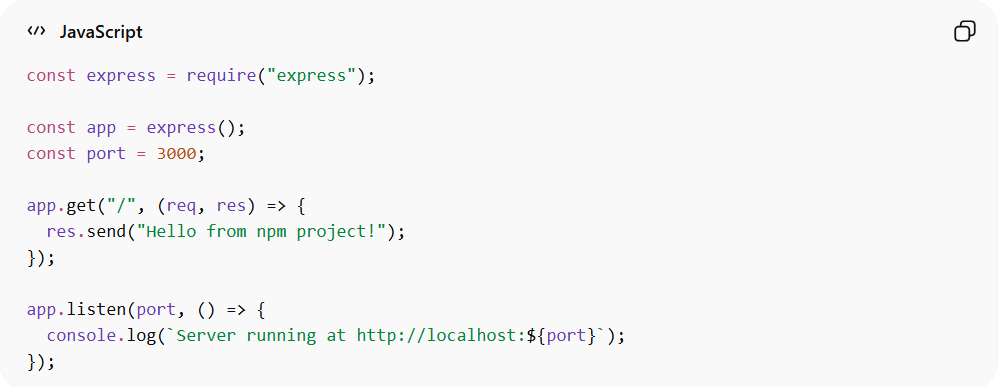 </> JavaScript
const express = require("express");
const app = express();
const port = 3000;
app.get("/", (req, res) => {
  res.send("Hello from npm project!");
});
app.listen(port, () => {
  console.log(`Server running at http://localhost:${port}`);
});